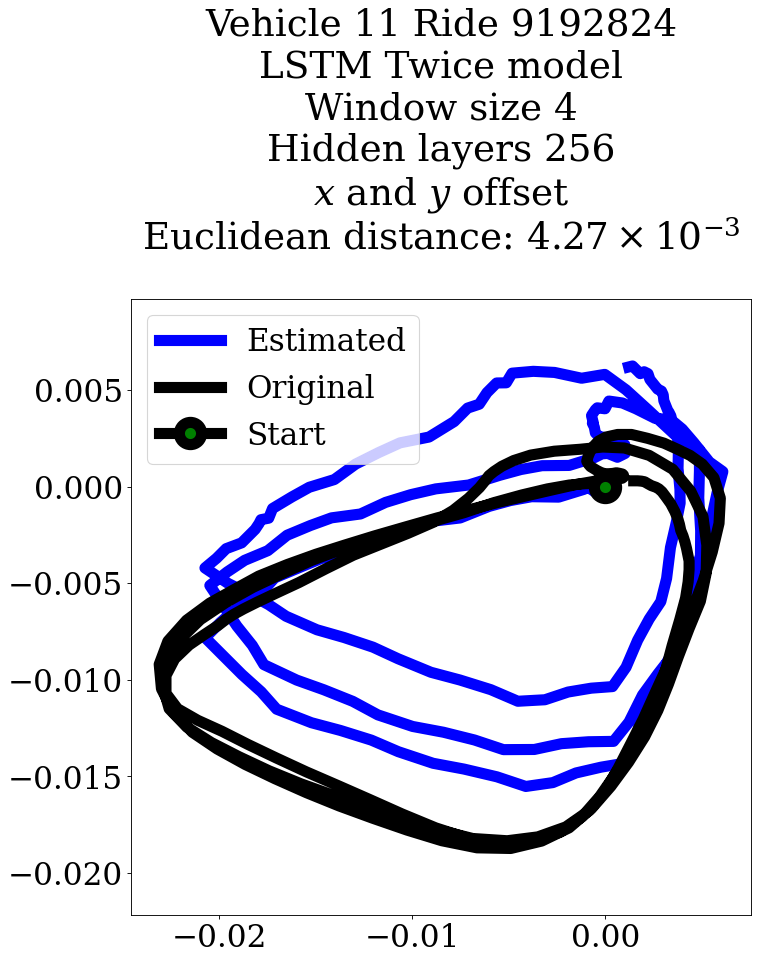 Vehicle 11 Ride 9192824
LSTM Twice model
Window size 4
Hidden layers 256
x and y offset
Euclidean distance: 4.27 × 10⁻³
Estimated
Original
Start
0.005
0.000
−0.005
−0.010
−0.015
−0.020
−0.02 −0.01 0.00